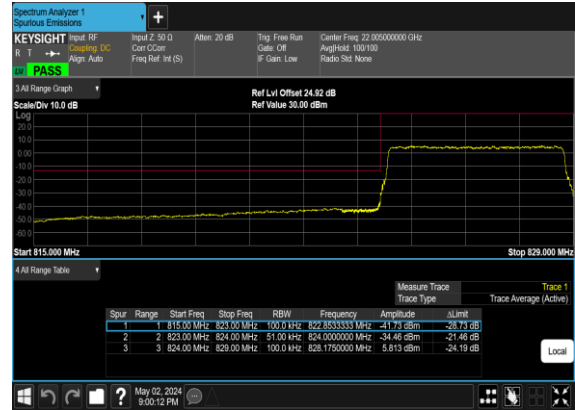 Spectrum Analyzer 1
Spurious Emissions
+
KEYSIGHT Input: RF
R T Coupling: DC
Align: Auto
LXI PASS
Input Z: 50 Ω
Corr CCorr
Freq Ref: Int (S)
Atten: 20 dB
Trig: Free Run
Gate: Off
IF Gain: Low
Center Freq: 22.005000000 GHz
Avg|Hold: 100/100
Radio Std: None
3 All Range Graph
Ref Lvl Offset 24.92 dB
Scale/Div 10.0 dB
Ref Value 30.00 dBm
Log
20.0
10.0
0.00
-10.0
-20.0
-30.0
-40.0
-50.0
-60.0
Start 815.000 MHz
Stop 829.000 MHz
4 All Range Table
Measure Trace Trace 1
Trace Type Trace Average (Active)
Spur Range Start Freq Stop Freq RBW Frequency Amplitude ΔLimit
1 1 815.00 MHz 823.00 MHz 100.0 kHz 822.8533333 MHz -41.73 dBm -28.73 dB
2 2 823.00 MHz 824.00 MHz 51.00 kHz 824.0000000 MHz -34.46 dBm -21.46 dB
3 3 824.00 MHz 829.00 MHz 100.0 kHz 828.1750000 MHz 5.813 dBm -24.19 dB
Local
?
May 02, 2024
9:00:12 PM